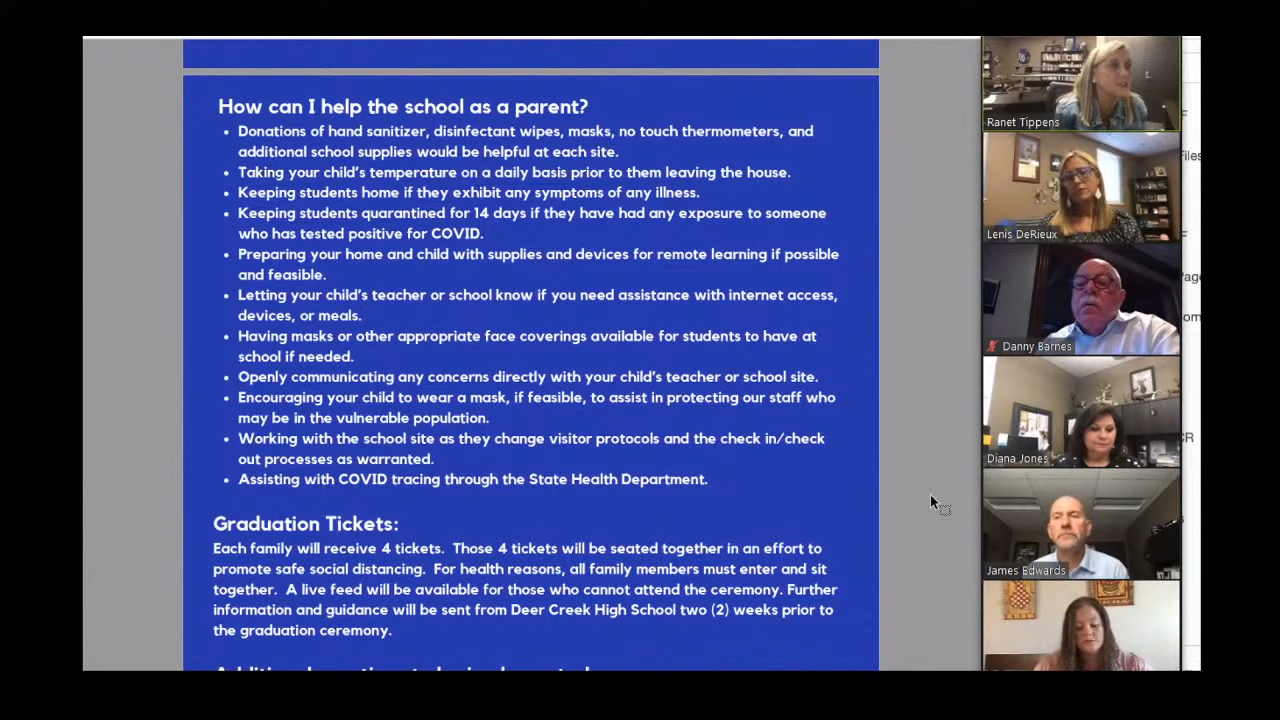 How can I help the school as a parent?
• Donations of hand sanitizer, disinfectant wipes, masks, no touch thermometers, and
additional school supplies would be helpful at each site.
• Taking your child's temperature on a daily basis prior to them leaving the house.
• Keeping students home if they exhibit any symptoms of any illness.
• Keeping students quarantined for 14 days if they have had any exposure to someone
who has tested positive for COVID.
• Preparing your home and child with supplies and devices for remote learning if possible
and feasible.
• Letting your child's teacher or school know if you need assistance with internet access,
devices, or meals.
• Having masks or other appropriate face coverings available for students to have at
school if needed.
• Openly communicating any concerns directly with your child's teacher or school site.
• Encouraging your child to wear a mask, if feasible, to assist in protecting our staff who
may be in the vulnerable population.
• Working with the school site as they change visitor protocols and the check in/check
out processes as warranted.
• Assisting with COVID tracing through the State Health Department.
Graduation Tickets:
Each family will receive 4 tickets.  Those 4 tickets will be seated together in an effort to
promote safe social distancing.  For health reasons, all family members must enter and sit
together.  A live feed will be available for those who cannot attend the ceremony. Further
information and guidance will be sent from Deer Creek High School two (2) weeks prior to
the graduation ceremony.
Ranet Tippens
Lenis DeRieux
Danny Barnes
Diana Jones
James Edwards
Files
Page